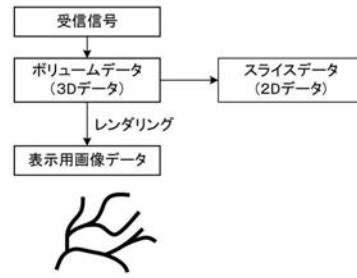 受信信号
ボリュームデータ
(3Dデータ)
スライスデータ
(2Dデータ)
レンダリング
表示用画像データ